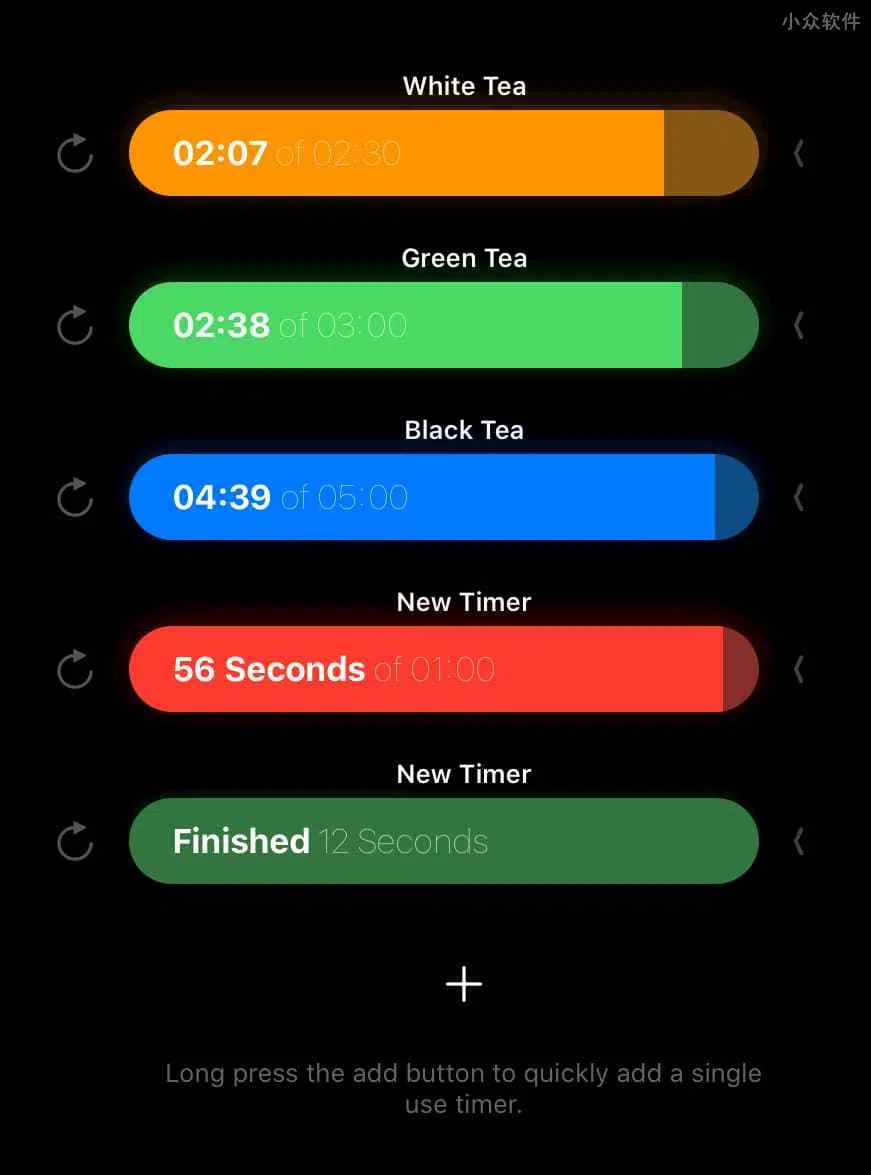 小众软件
White Tea
02:07 of 02:30
Green Tea
02:38 of 03:00
Black Tea
04:39 of 05:00
New Timer
56 Seconds of 01:00
New Timer
Finished 12 Seconds
Long press the add button to quickly add a single
use timer.